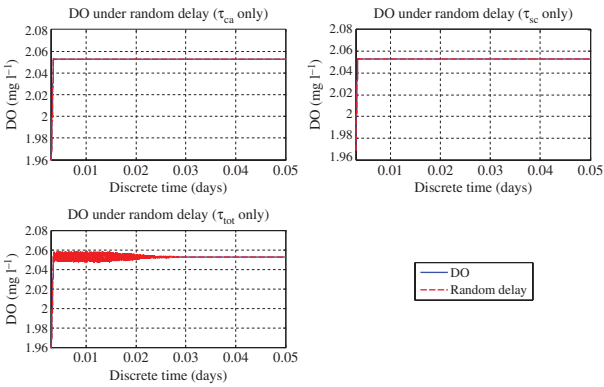 DO under random delay (τca only)
2.08
2.06
2.04
2.02
2
1.98
1.96
DO (mg l−1)
0.01 0.02 0.03 0.04 0.05
Discrete time (days)
DO under random delay (τsc only)
2.08
2.06
2.04
2.02
2
1.98
1.96
DO (mg l−1)
0.01 0.02 0.03 0.04 0.05
Discrete time (days)
DO under random delay (τtot only)
2.08
2.06
2.04
2.02
2
1.98
1.96
DO (mg l−1)
0.01 0.02 0.03 0.04 0.05
Discrete time (days)
DO
Random delay